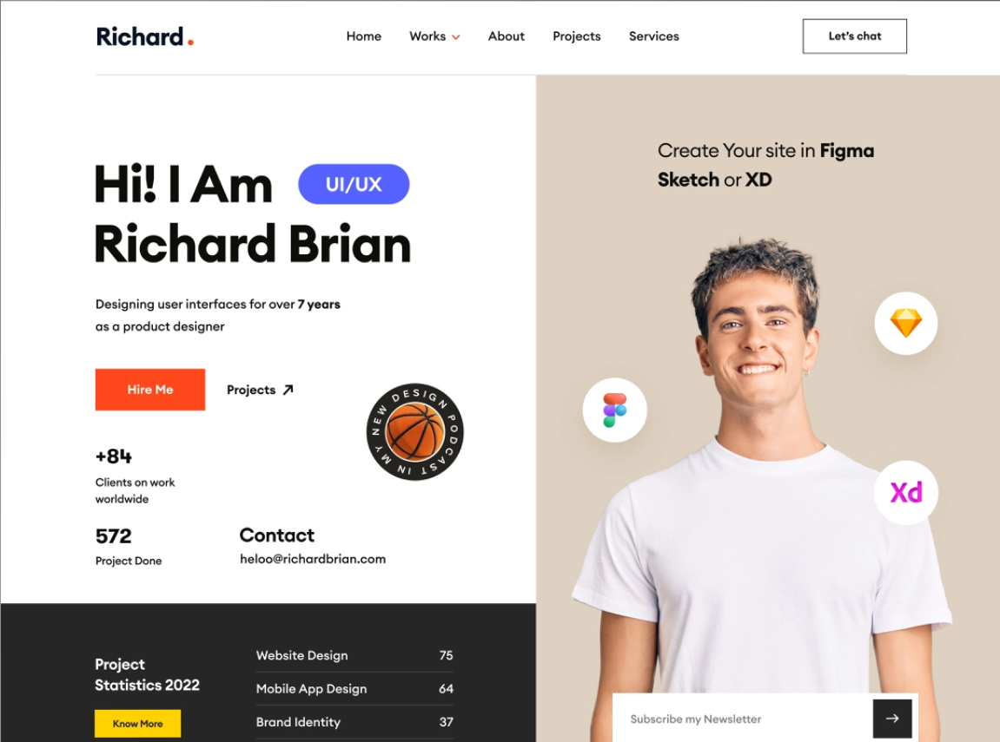 Richard.
Home
Works
About
Projects
Services
Let's chat
Hi! I Am
UI/UX
Richard Brian
Designing user interfaces for over 7 years
as a product designer
Hire Me
Projects
NEW DESIGN PODCAST IN MY
+84
Clients on work
worldwide
572
Project Done
Contact
heloo@richardbrian.com
Project
Statistics 2022
Know More
Website Design 75
Mobile App Design 64
Brand Identity 37
Create Your site in Figma
Sketch or XD
Xd
Subscribe my Newsletter